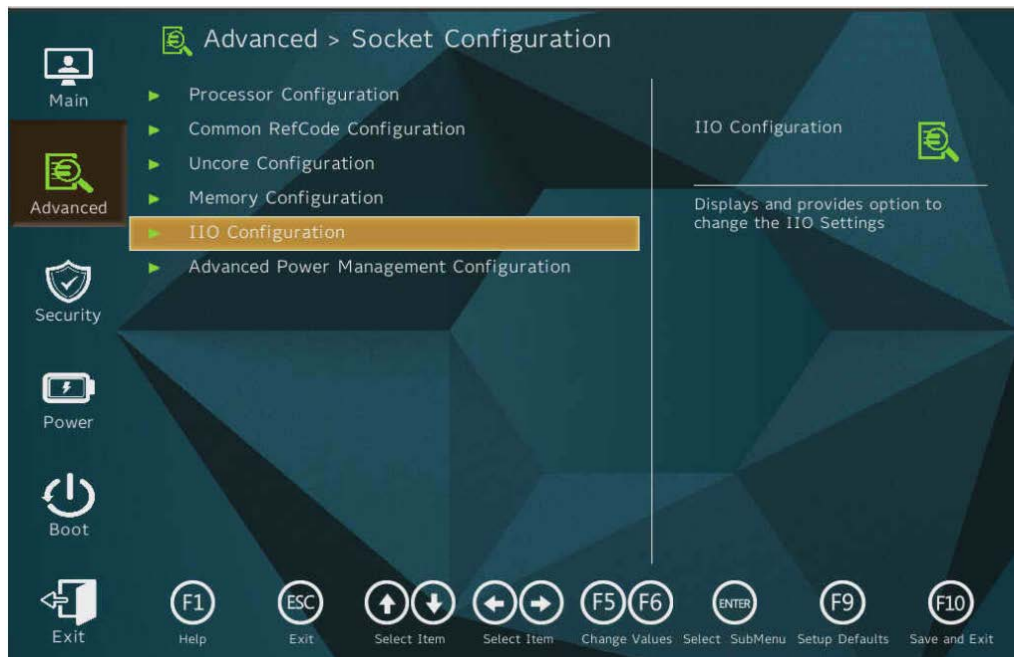 Advanced > Socket Configuration
Main
Advanced
Security
Power
Boot
Exit
Processor Configuration
Common RefCode Configuration
Uncore Configuration
Memory Configuration
IIO Configuration
Advanced Power Management Configuration
IIO Configuration
Displays and provides option to
change the IIO Settings
F1
Help
ESC
Exit
Select Item
Select Item
F5 F6
Change Values
ENTER
Select SubMenu
F9
Setup Defaults
F10
Save and Exit